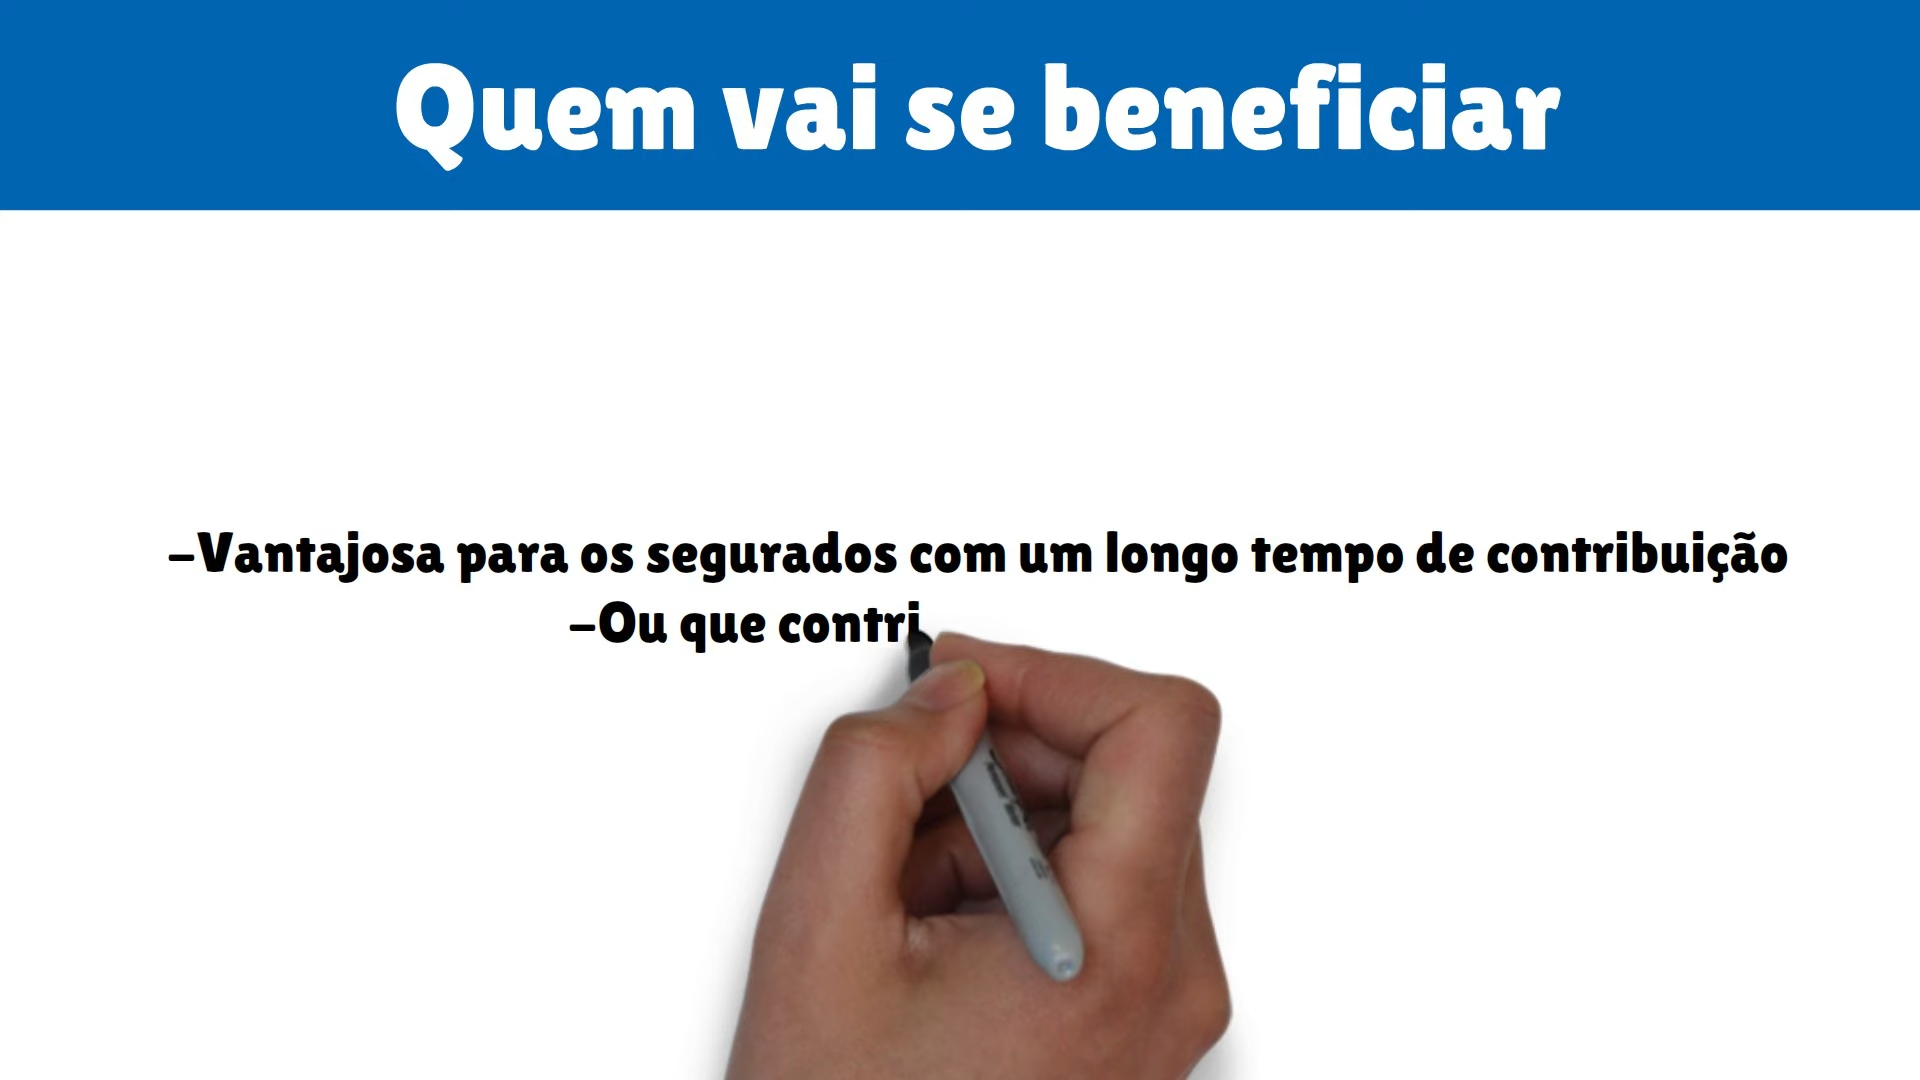 Quem vai se beneficiar
-Vantajosa para os segurados com um longo tempo de contribuição
-Ou que contri